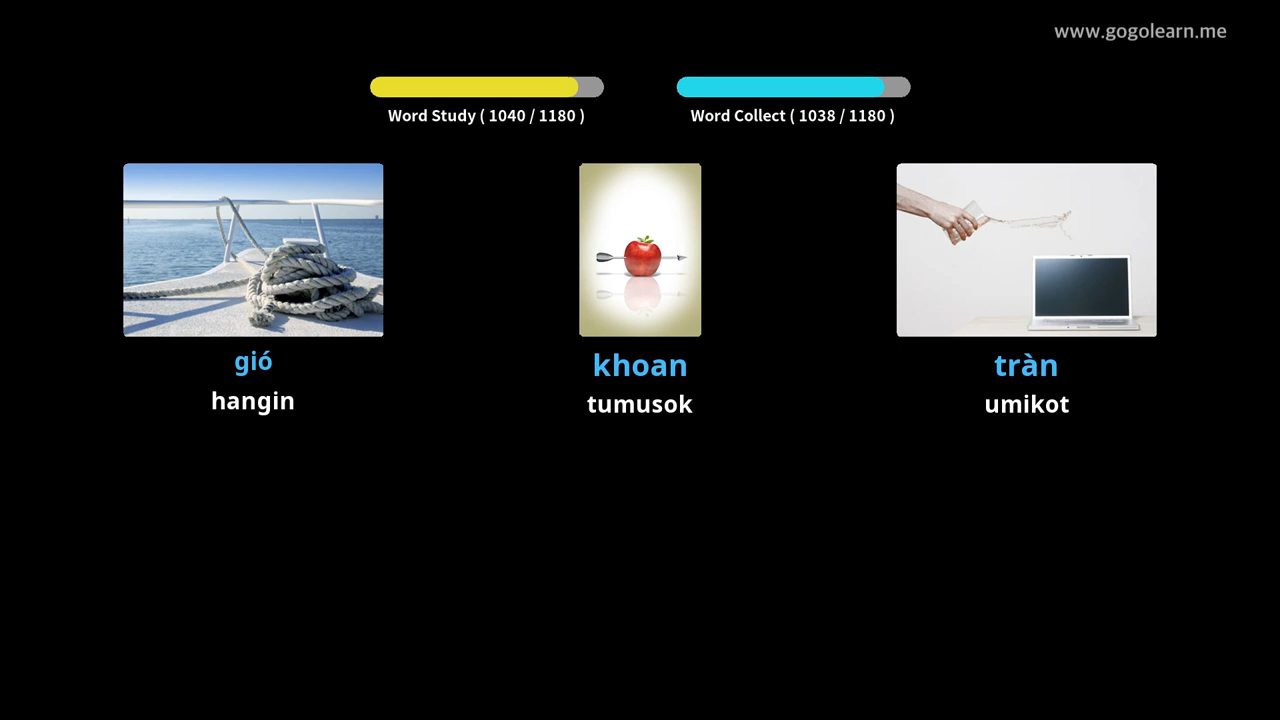 www.gogolearn.me
Word Study ( 1040 / 1180 )
Word Collect ( 1038 / 1180 )
gió
khoan
tràn
hangin
tumusok
umikot